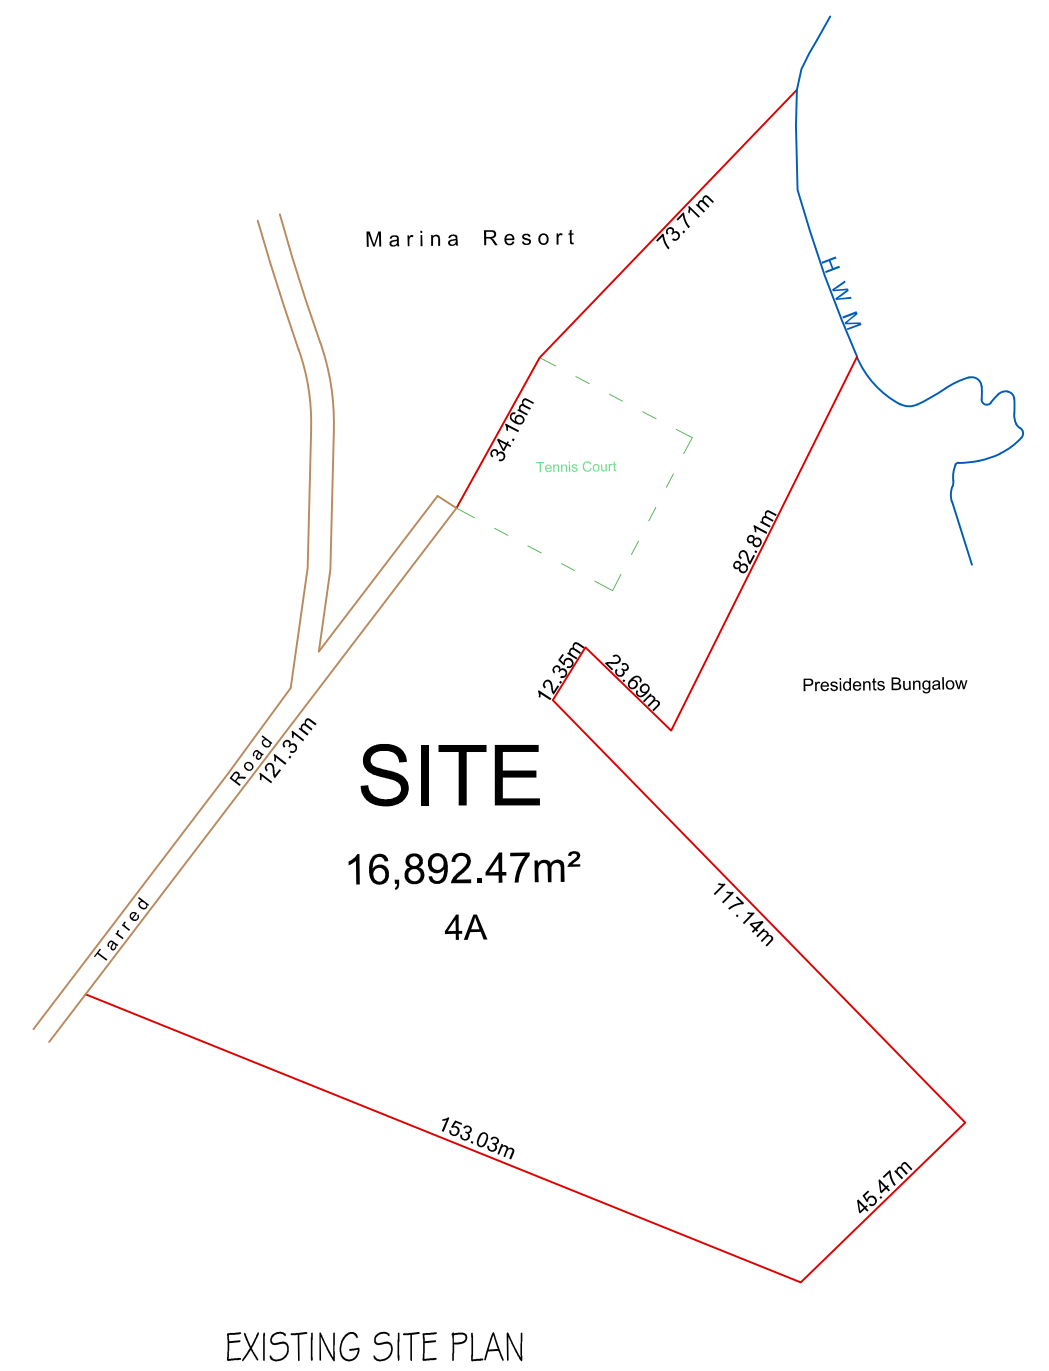 73.71m
Marina Resort
HWM
34.16m
Tennis Court
82.81m
12.35m
23.69m
Presidents Bungalow
Road
121.31m
SITE
16,892.47m²
4A
117.14m
Tarred
153.03m
45.47m
EXISTING SITE PLAN